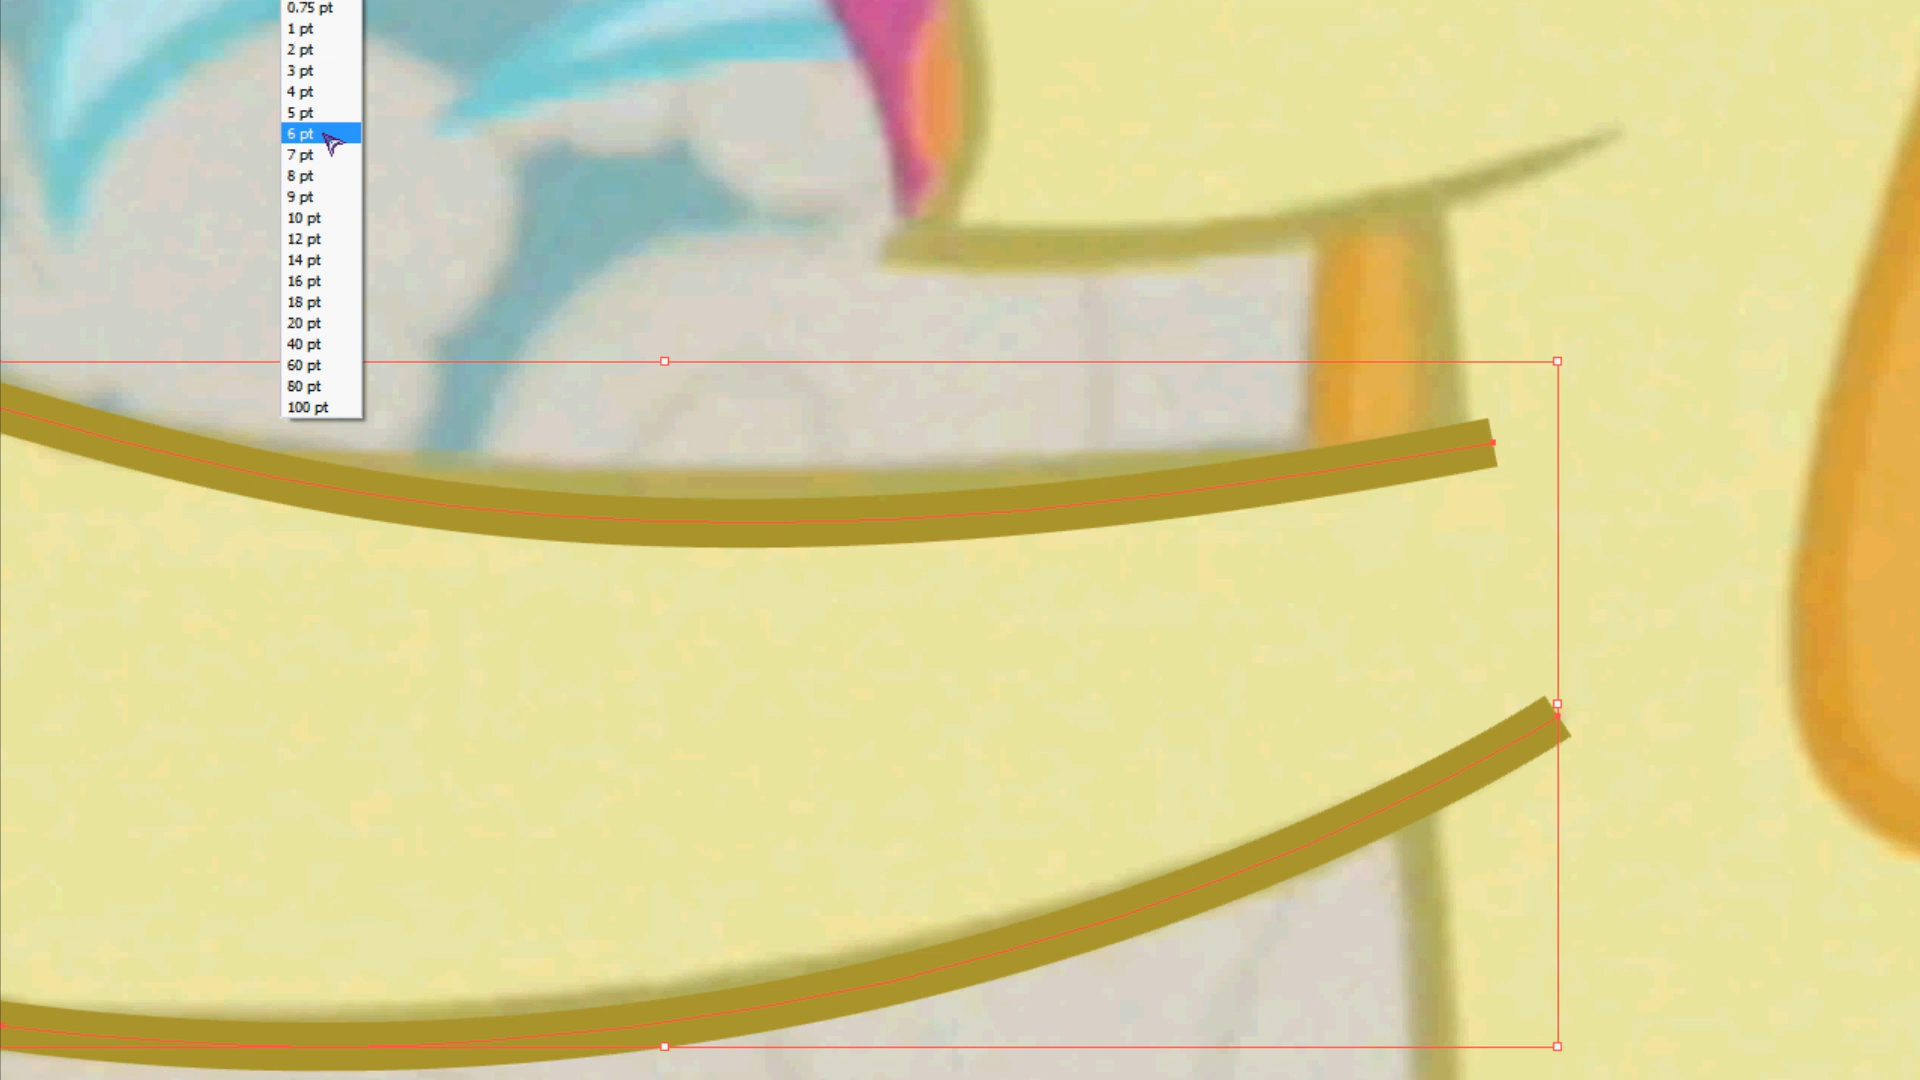 0.75 pt
1 pt
2 pt
3 pt
4 pt
5 pt
6 pt
7 pt
8 pt
9 pt
10 pt
12 pt
14 pt
16 pt
18 pt
20 pt
40 pt
60 pt
80 pt
100 pt